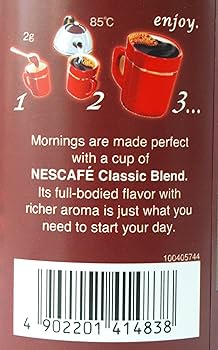 enjoy.
2g
85℃
1
2
3...
Mornings are made perfect
with a cup of
NESCAFÉ Classic Blend.
Its full-bodied flavor with
richer aroma is just what you
need to start your day.
100405744
4 902201 414838